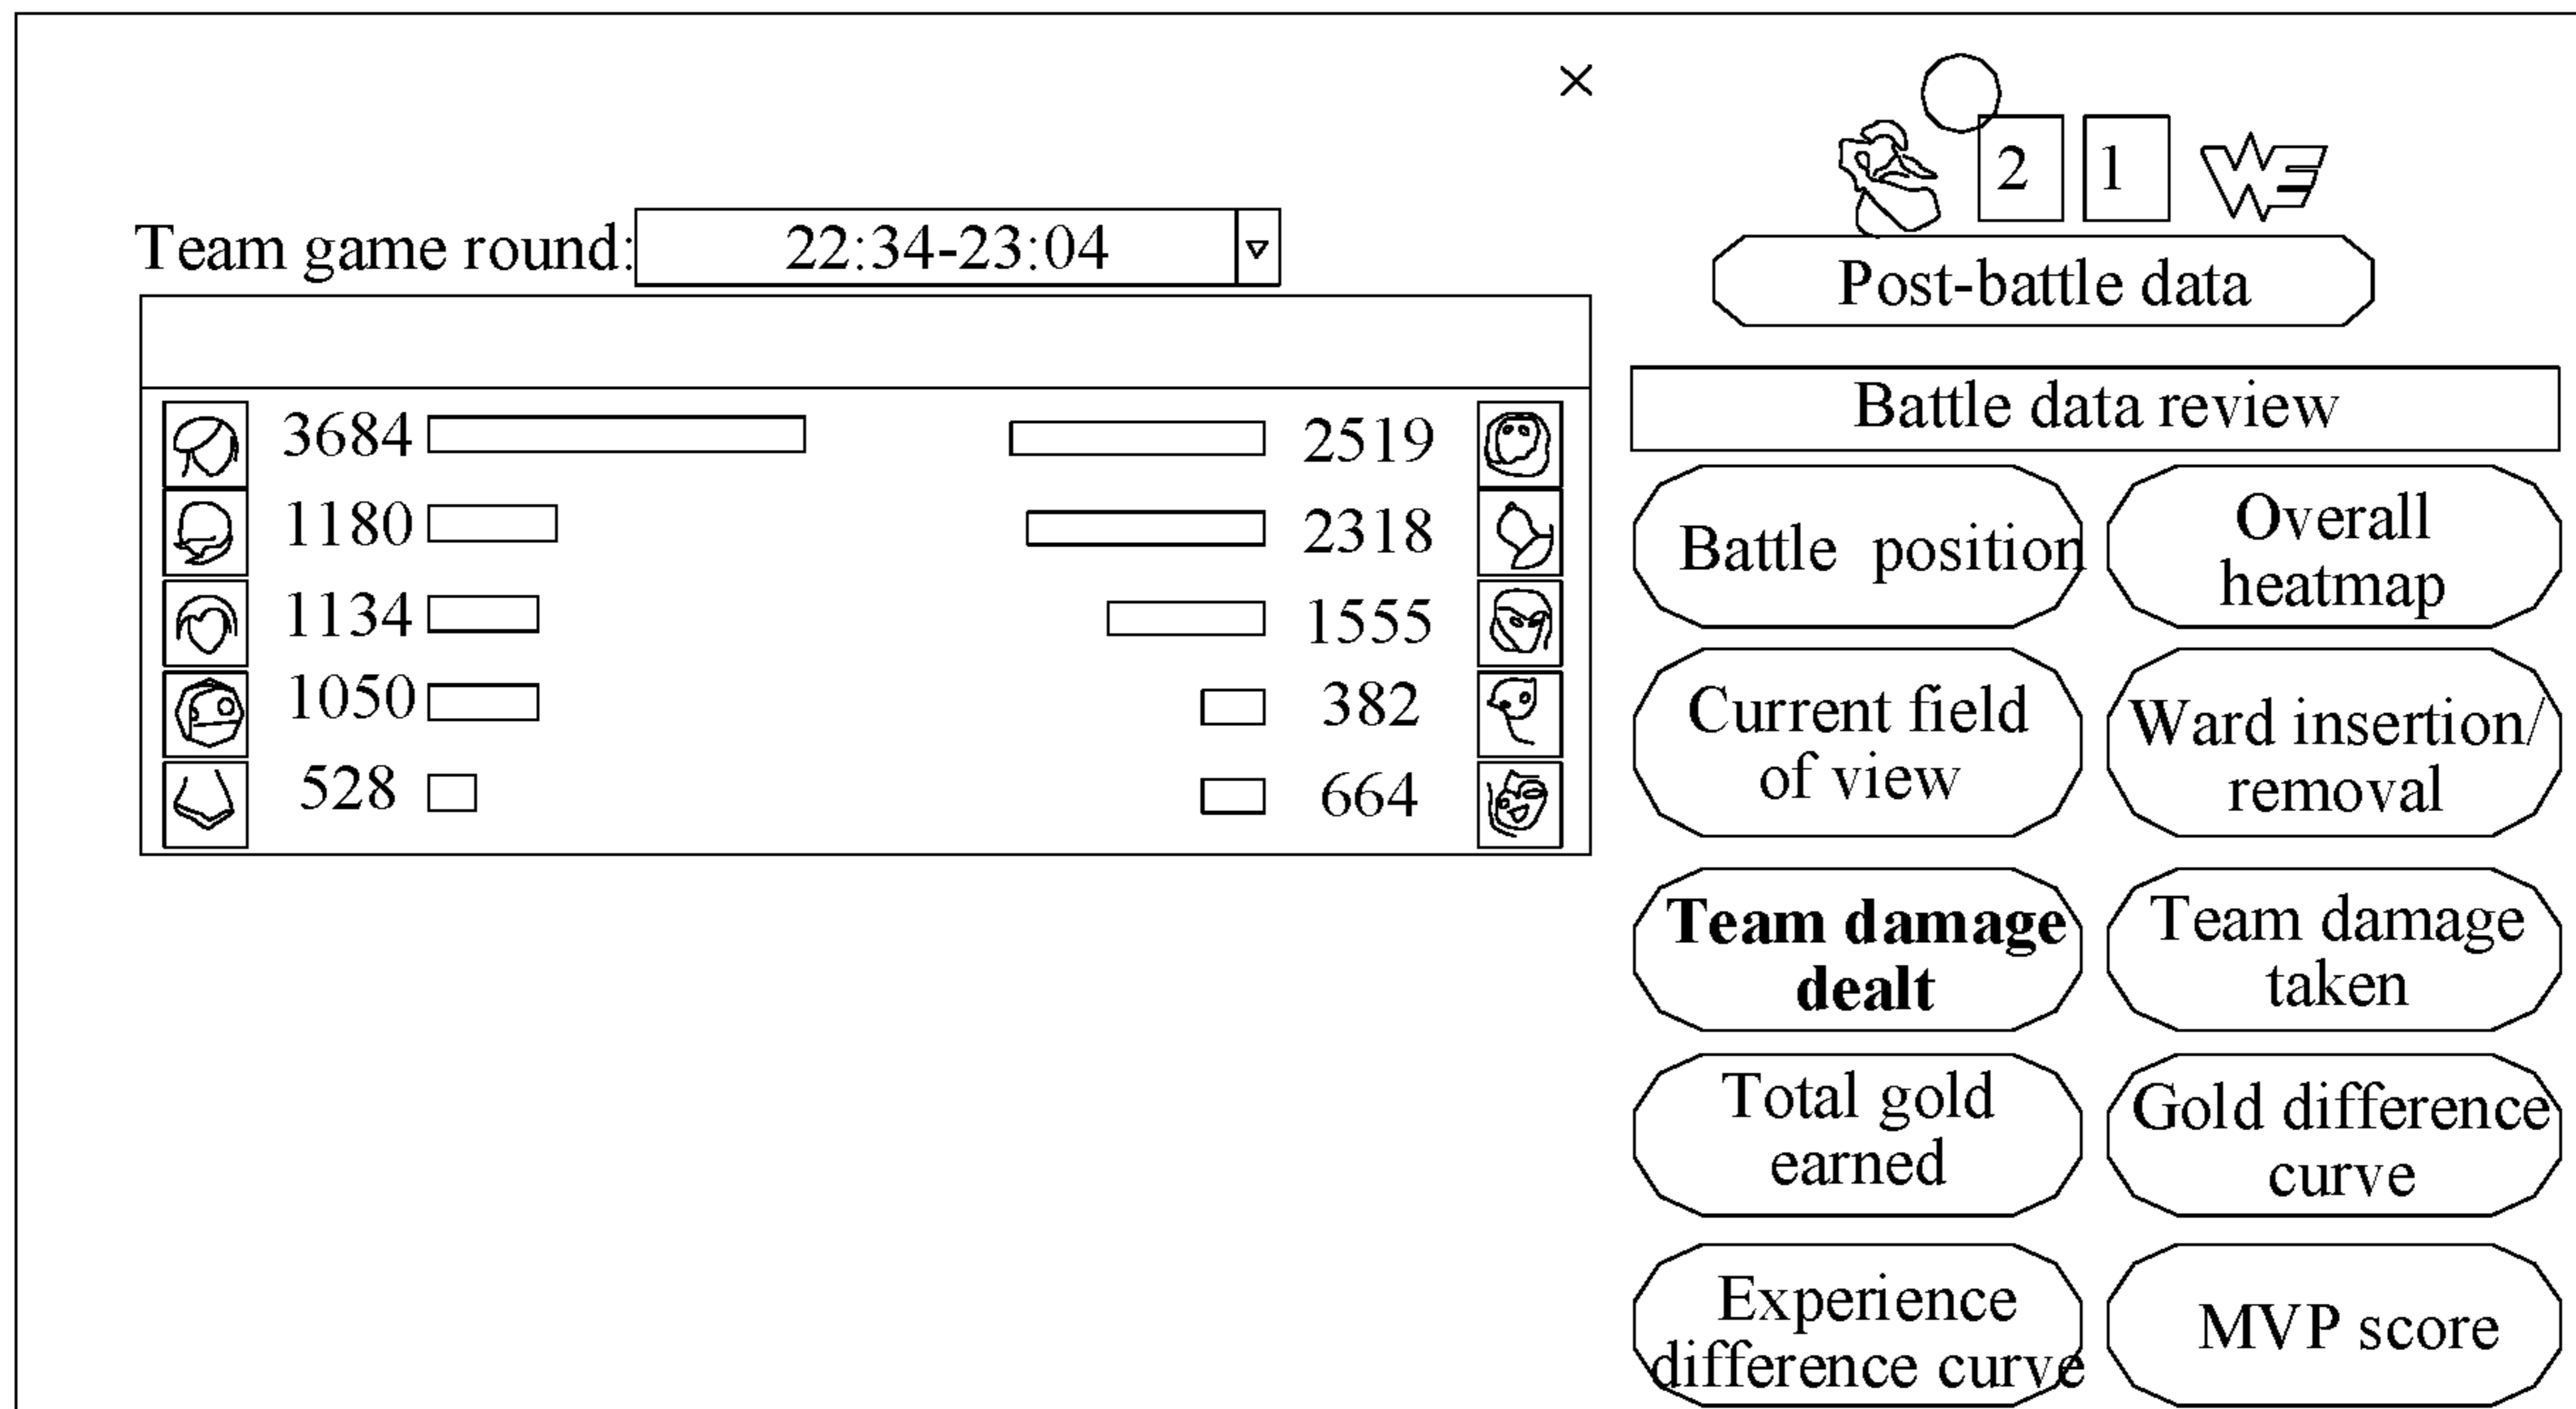 Team game round: 22:34-23:04
3684 2519
1180 2318
1134 1555
1050 382
528 664
2 1 WE
Post-battle data
Battle data review
Battle position
Overall
heatmap
Current field
of view
Ward insertion/
removal
Team damage
dealt
Team damage
taken
Total gold
earned
Gold difference
curve
Experience
difference curve
MVP score